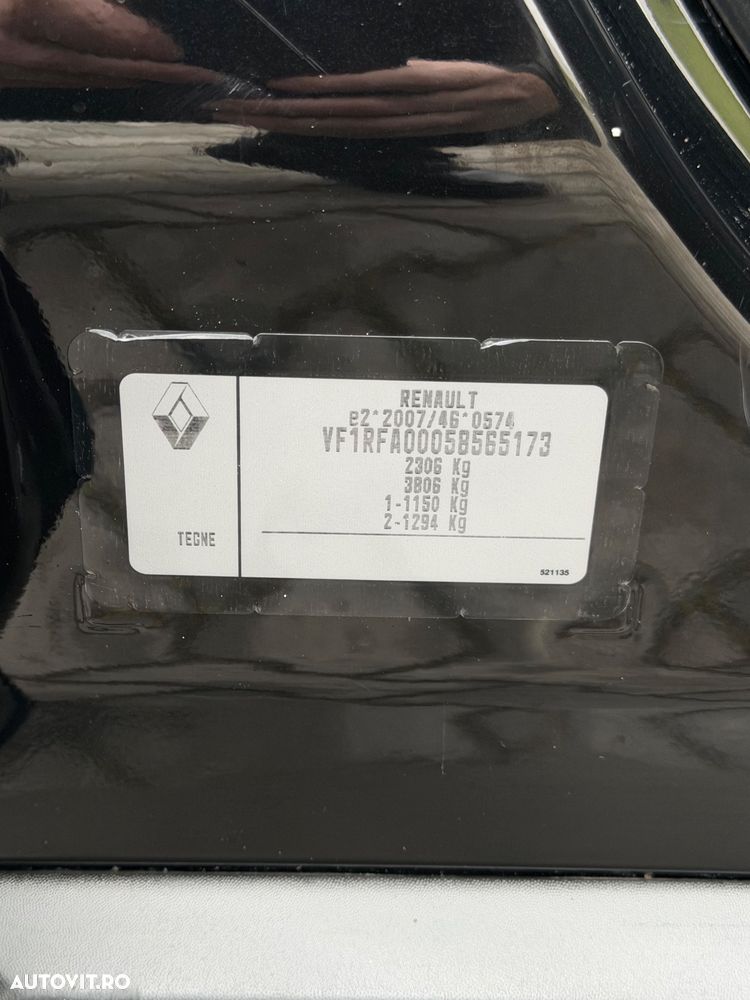 RENAULT
e2*2007/46*0574
VF1RFA00058565173
2306 Kg
3806 Kg
1-1150 Kg
2-1294 Kg
TEGNE
521135
AUTOVIT.RO